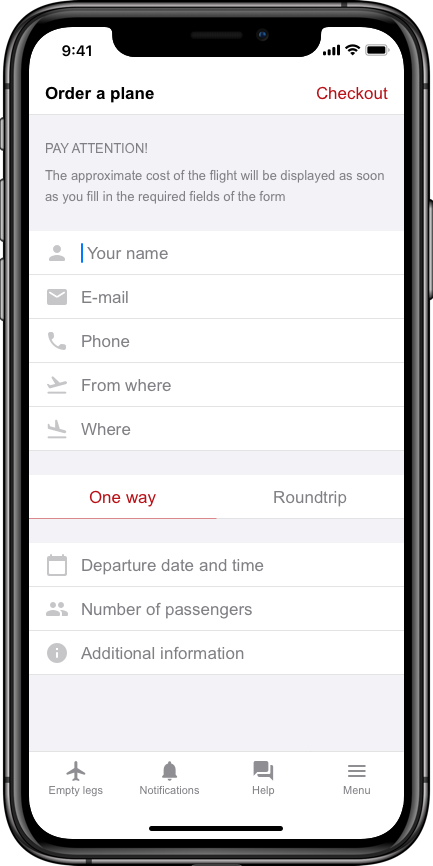 9:41
Order a plane
Checkout
PAY ATTENTION!
The approximate cost of the flight will be displayed as soon
as you fill in the required fields of the form
Your name
E-mail
Phone
From where
Where
One way
Roundtrip
Departure date and time
Number of passengers
Additional information
Empty legs
Notifications
Help
Menu